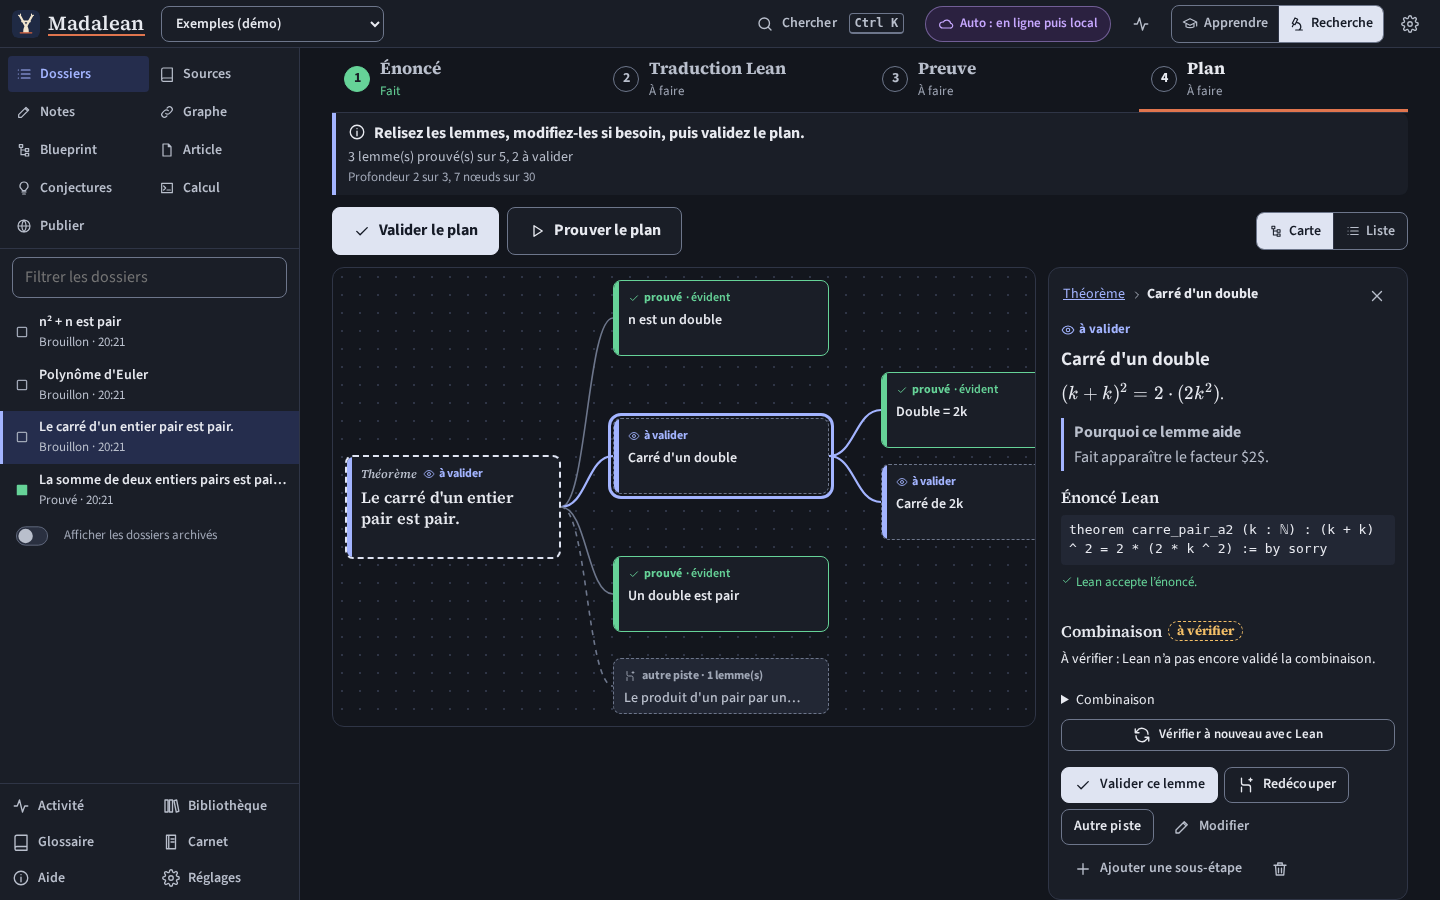 Madalean
Exemples (démo)
Chercher
Ctrl K
Auto : en ligne puis local
Apprendre
Recherche
Dossiers
Sources
Notes
Graphe
Blueprint
Article
Conjectures
Calcul
Publier
Filtrer les dossiers
n² + n est pair
Brouillon · 20:21
Polynôme d'Euler
Brouillon · 20:21
Le carré d'un entier pair est pair.
Brouillon · 20:21
La somme de deux entiers pairs est pai…
Prouvé · 20:21
Afficher les dossiers archivés
Activité
Bibliothèque
Glossaire
Carnet
Aide
Réglages
1
Énoncé
Fait
2
Traduction Lean
À faire
3
Preuve
À faire
4
Plan
À faire
Relisez les lemmes, modifiez-les si besoin, puis validez le plan.
3 lemme(s) prouvé(s) sur 5, 2 à valider
Profondeur 2 sur 3, 7 nœuds sur 30
Valider le plan
Prouver le plan
Carte
Liste
Théorème à valider
Le carré d'un entier
pair est pair.
prouvé · évident
n est un double
à valider
Carré d'un double
prouvé · évident
Un double est pair
autre piste · 1 lemme(s)
Le produit d'un pair par un…
prouvé · évident
Double = 2k
à valider
Carré de 2k
Théorème › Carré d'un double
à valider
Carré d'un double
(k + k)² = 2 · (2k²).
Pourquoi ce lemme aide
Fait apparaître le facteur $2$.
Énoncé Lean
theorem carre_pair_a2 (k : ℕ) : (k + k)
^ 2 = 2 * (2 * k ^ 2) := by sorry
Lean accepte l’énoncé.
Combinaison à vérifier
À vérifier : Lean n’a pas encore validé la combinaison.
Combinaison
Vérifier à nouveau avec Lean
Valider ce lemme
Redécouper
Autre piste
Modifier
Ajouter une sous-étape